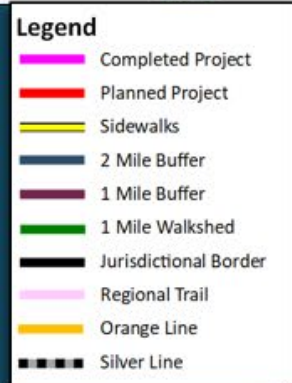 Legend
Completed Project
Planned Project
Sidewalks
2 Mile Buffer
1 Mile Buffer
1 Mile Walkshed
Jurisdictional Border
Regional Trail
Orange Line
Silver Line